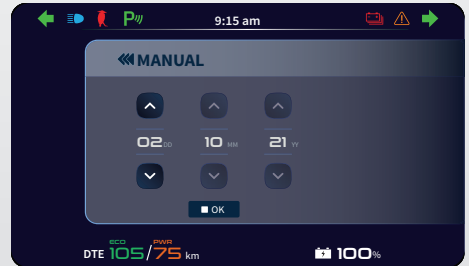 P 9:15 am
MANUAL
02 DD 10 MM 21 YY
OK
ECO PWR
DTE 105/75 km 100%